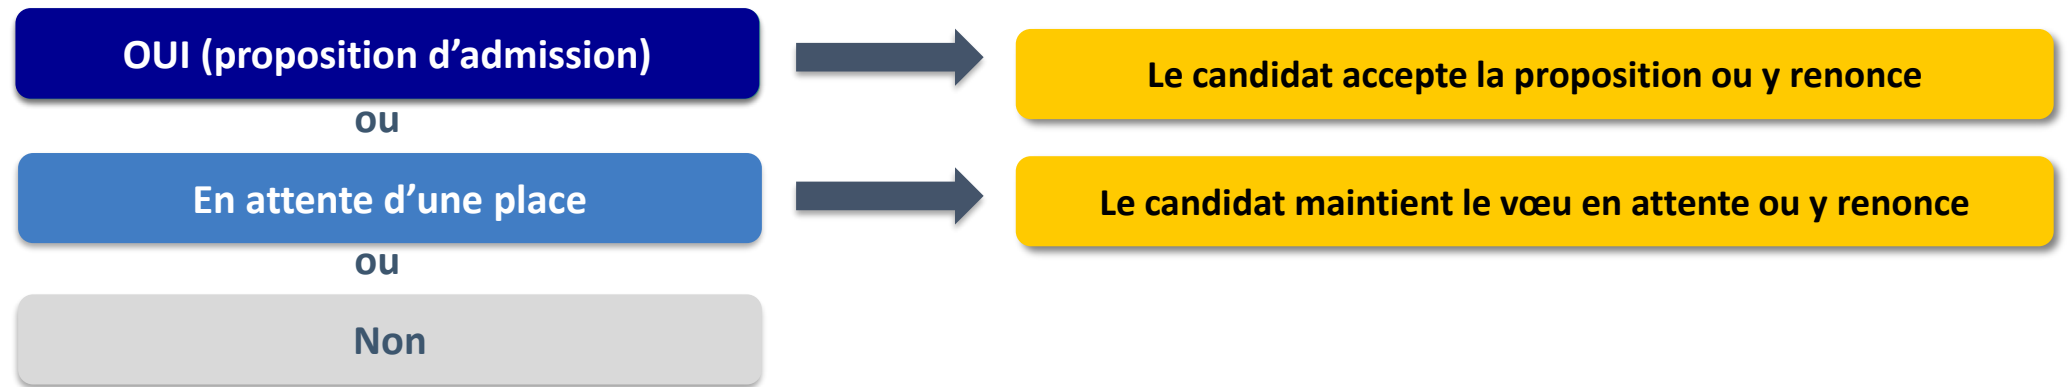 OUI (proposition d’admission)
Le candidat accepte la proposition ou y renonce
ou
En attente d’une place
Le candidat maintient le vœu en attente ou y renonce
ou
Non